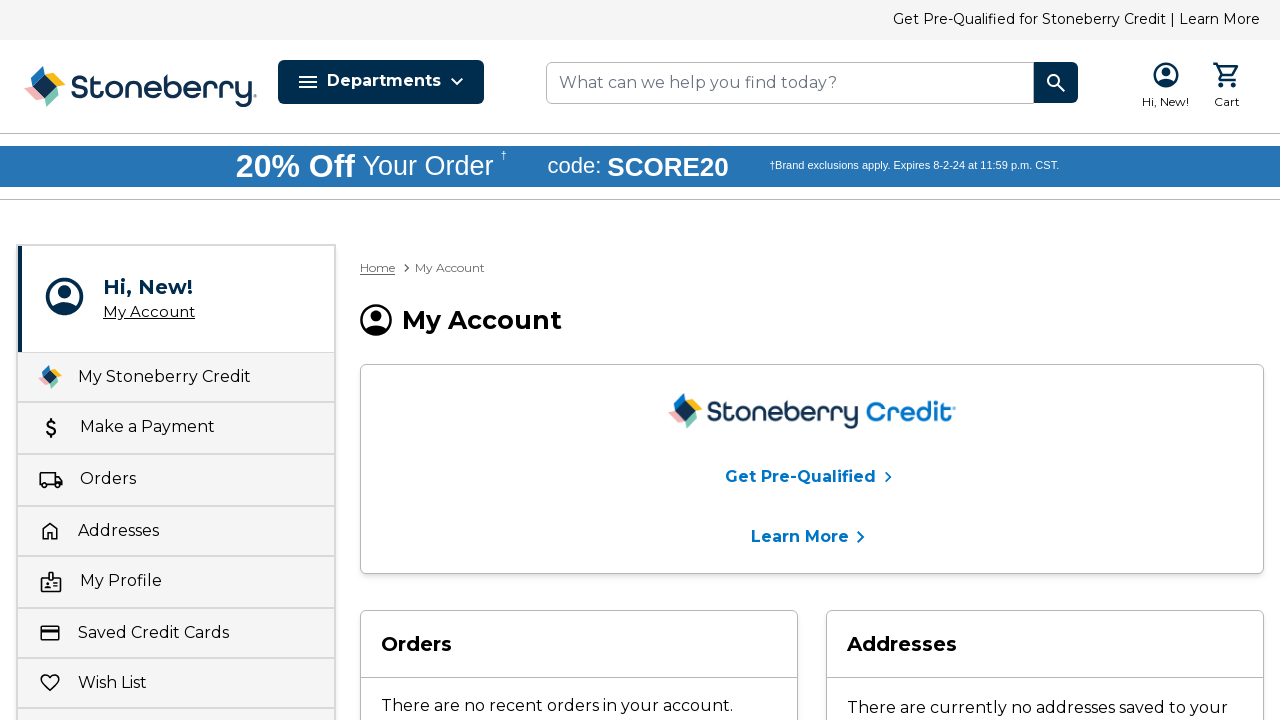 Get Pre-Qualified for Stoneberry Credit | Learn More
Stoneberry
Departments
What can we help you find today?
Hi, New!
Cart
20% Off Your Order †
code: SCORE20
†Brand exclusions apply. Expires 8-2-24 at 11:59 p.m. CST.
Hi, New!
My Account
My Stoneberry Credit
Make a Payment
Orders
Addresses
My Profile
Saved Credit Cards
Wish List
Home > My Account
My Account
Stoneberry Credit
Get Pre-Qualified
Learn More
Orders
There are no recent orders in your account.
Addresses
There are currently no addresses saved to your